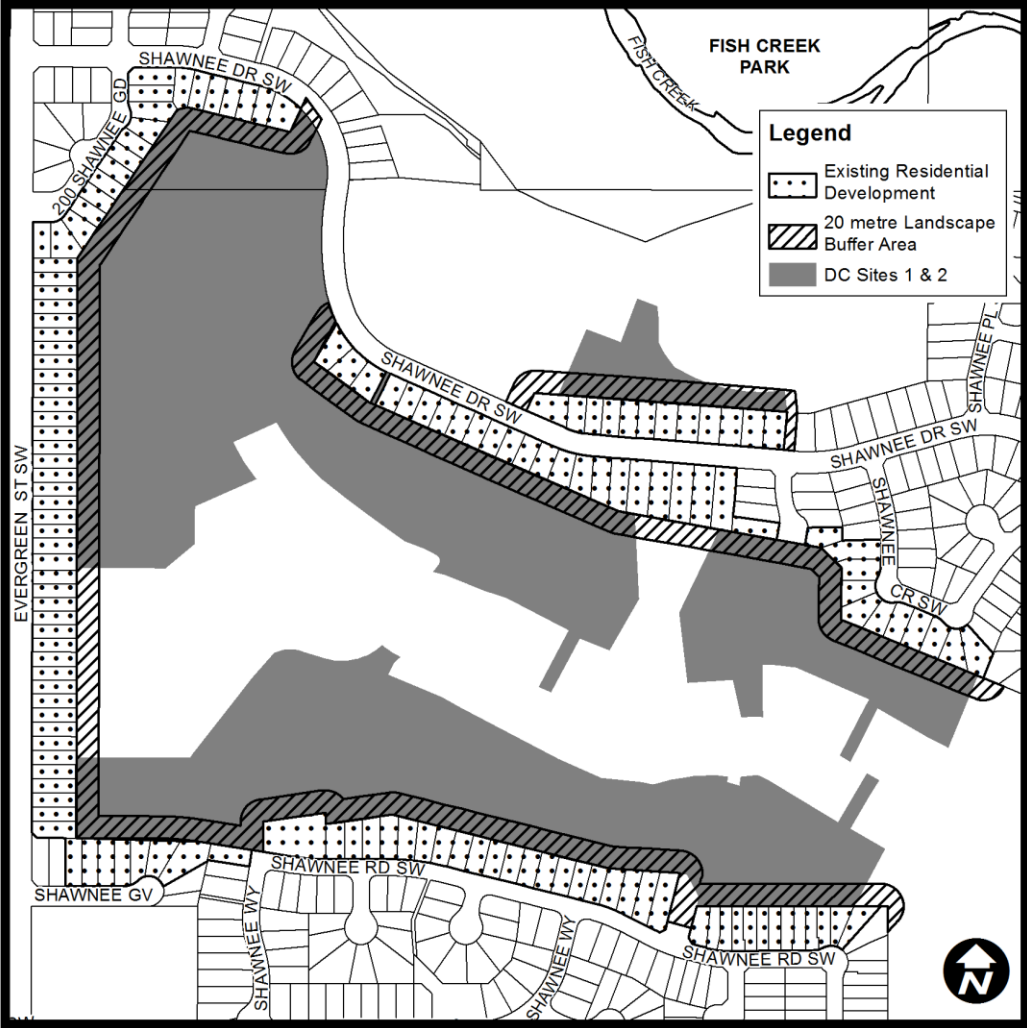 SHAWNEE DR SW
FISH CREEK
PARK
FISH CREEK
200 SHAWNEE GD
Legend
Existing Residential
Development
20 metre Landscape
Buffer Area
DC Sites 1 & 2
SHAWNEE PL
SHAWNEE DR SW
SHAWNEE DR SW
SHAWNEE
CR SW
EVERGREEN ST SW
SHAWNEE RD SW
SHAWNEE GV
SHAWNEE WY
SHAWNEE WY
SHAWNEE RD SW
N